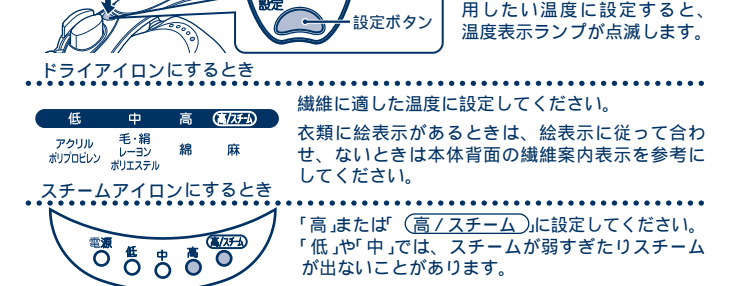 設定
設定ボタン
用したい温度に設定すると、
温度表示ランプが点滅します。
ドライアイロンにするとき
低 中 高 高/スチーム
アクリル
ポリプロピレン
毛・絹
レーヨン
ポリエステル
綿
麻
繊維に適した温度に設定してください。
衣類に絵表示があるときは、絵表示に従って合わ
せ、ないときは本体背面の繊維案内表示を参考に
してください。
スチームアイロンにするとき
電源 低 中 高 高/スチーム
「高」または「高/スチーム」に設定してください。
「低」や「中」では、スチームが弱すぎたりスチーム
が出ないことがあります。